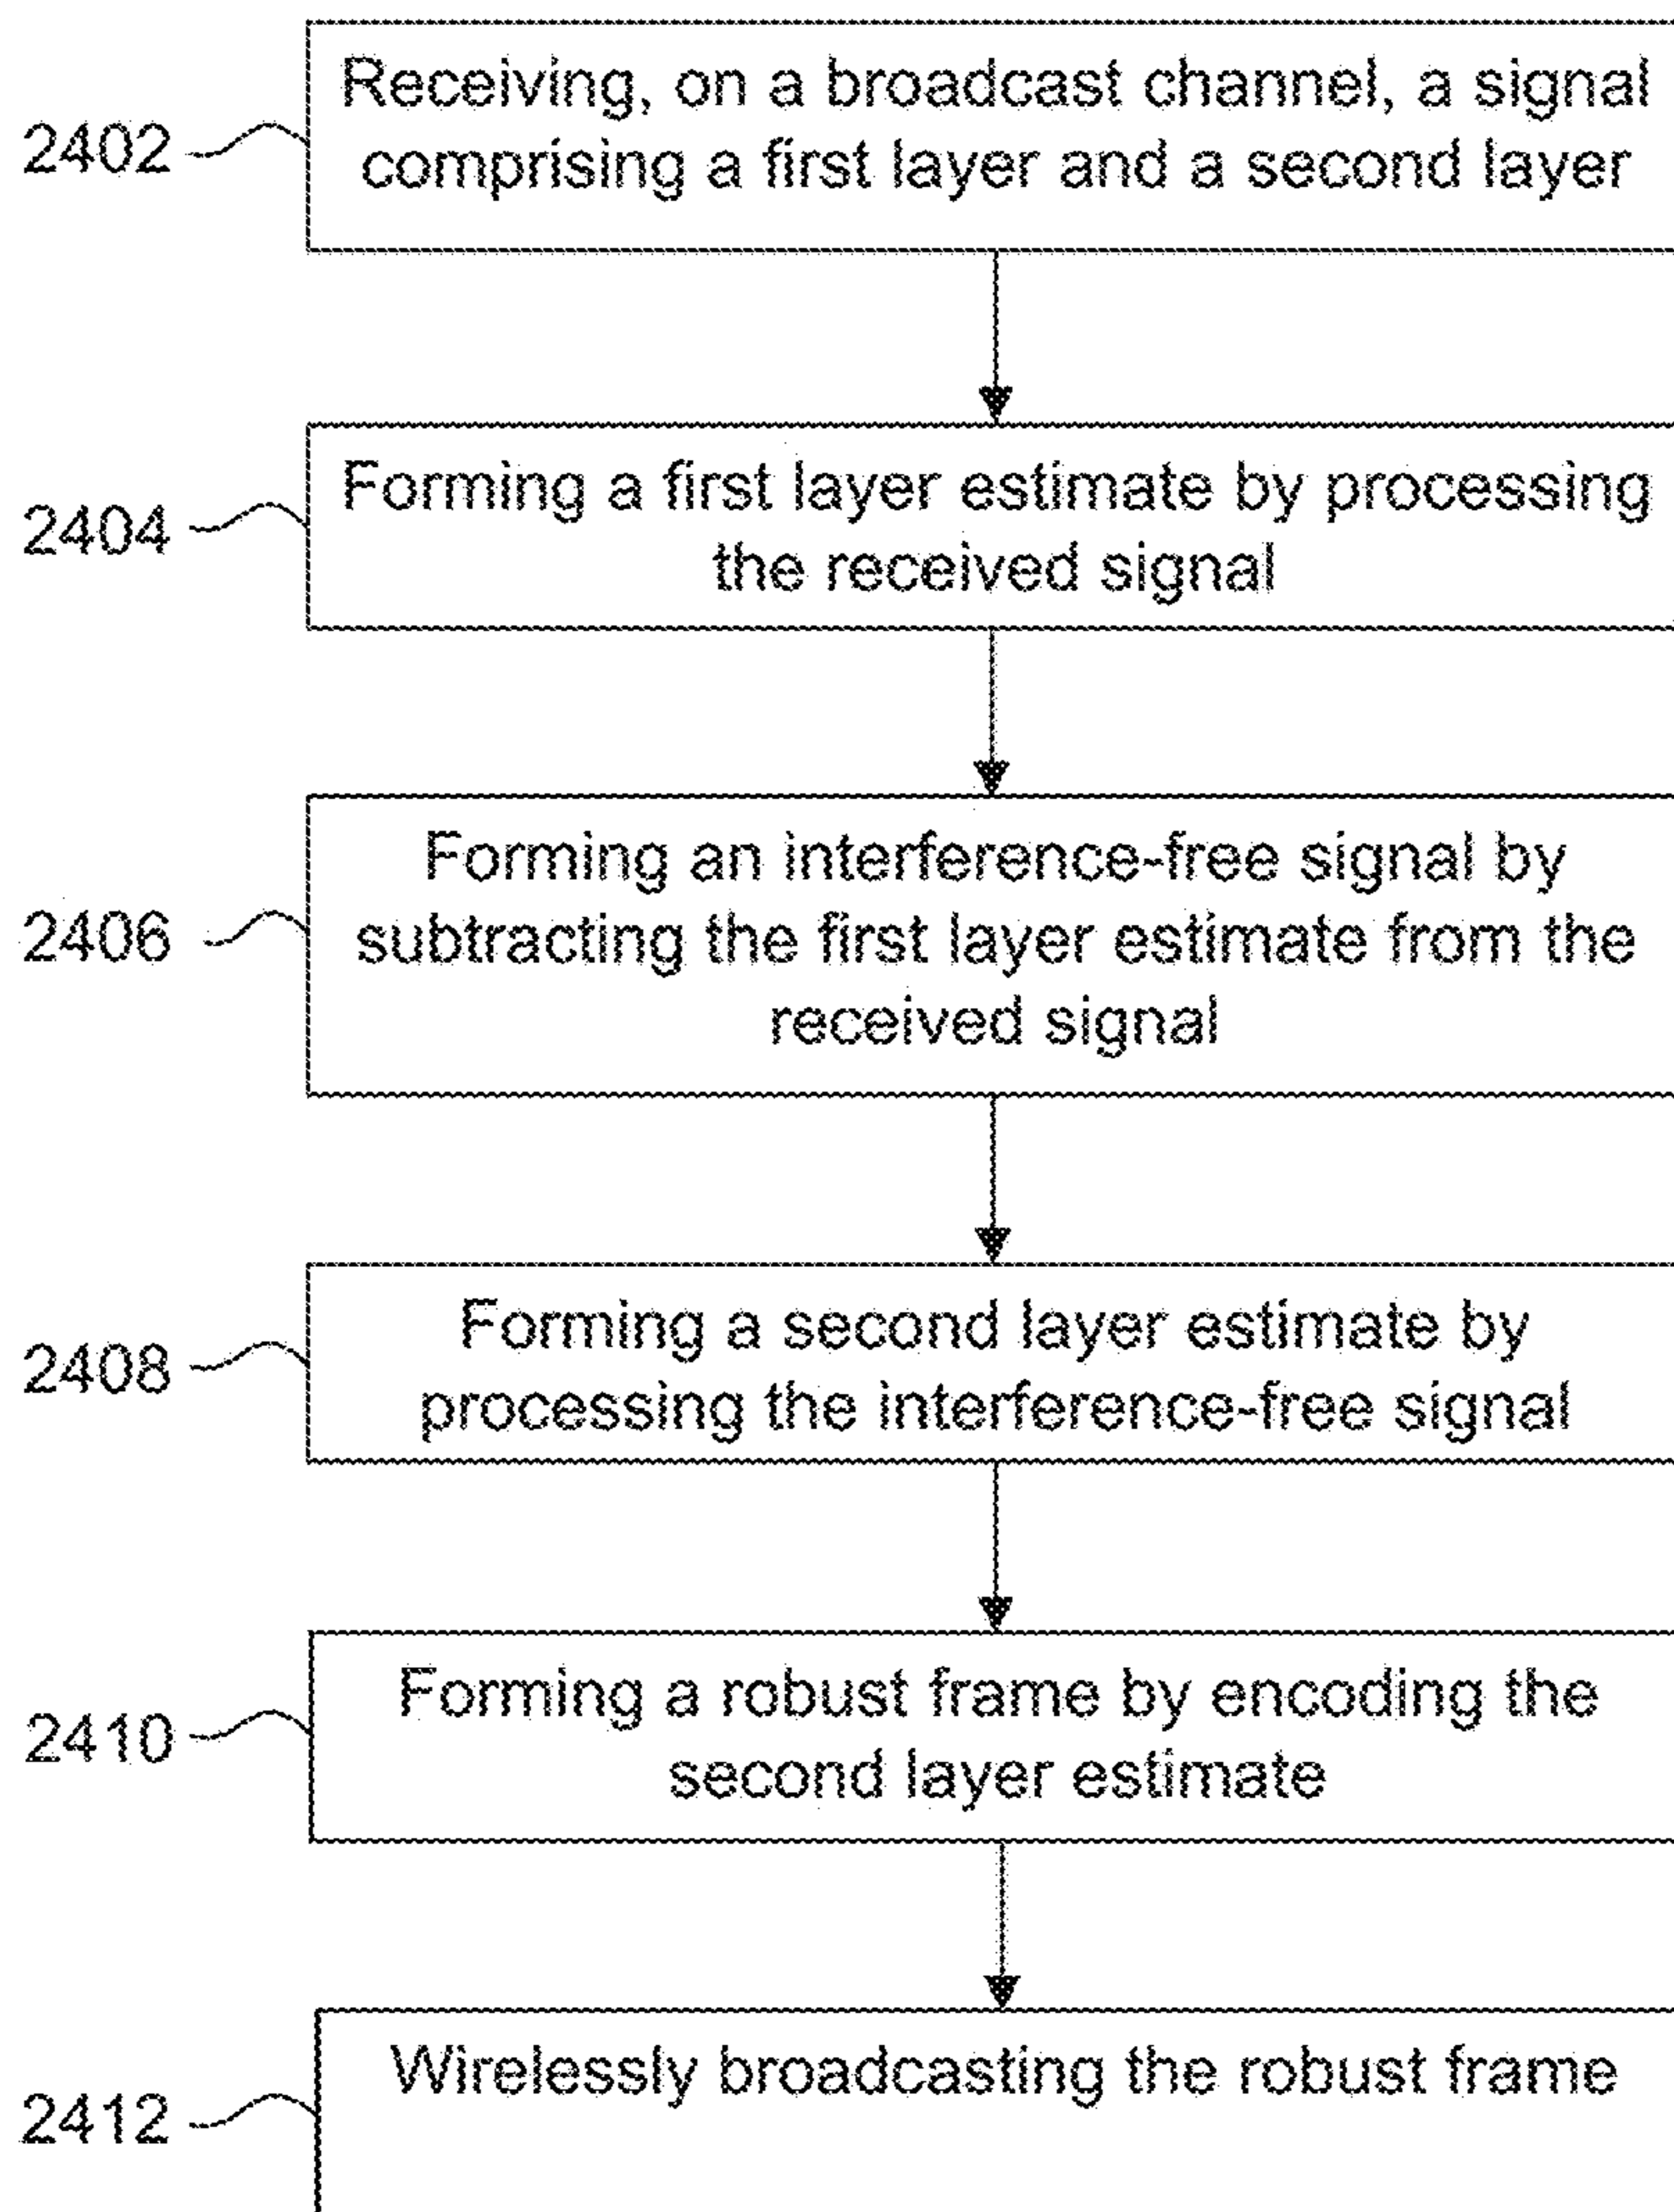 Receiving, on a broadcast channel, a signal
2402
comprising a first layer and a second layer
Forming a first layer estimate by processing
2404
the received signal
Forming an interference-free signal by
2406
subtracting the first layer estimate from the
received signal
Forming a second layer estimate by
2408
processing the interference-free signal
Forming a robust frame by encoding the
2410
second layer estimate
Wirelessly broadcasting the robust frame
2412